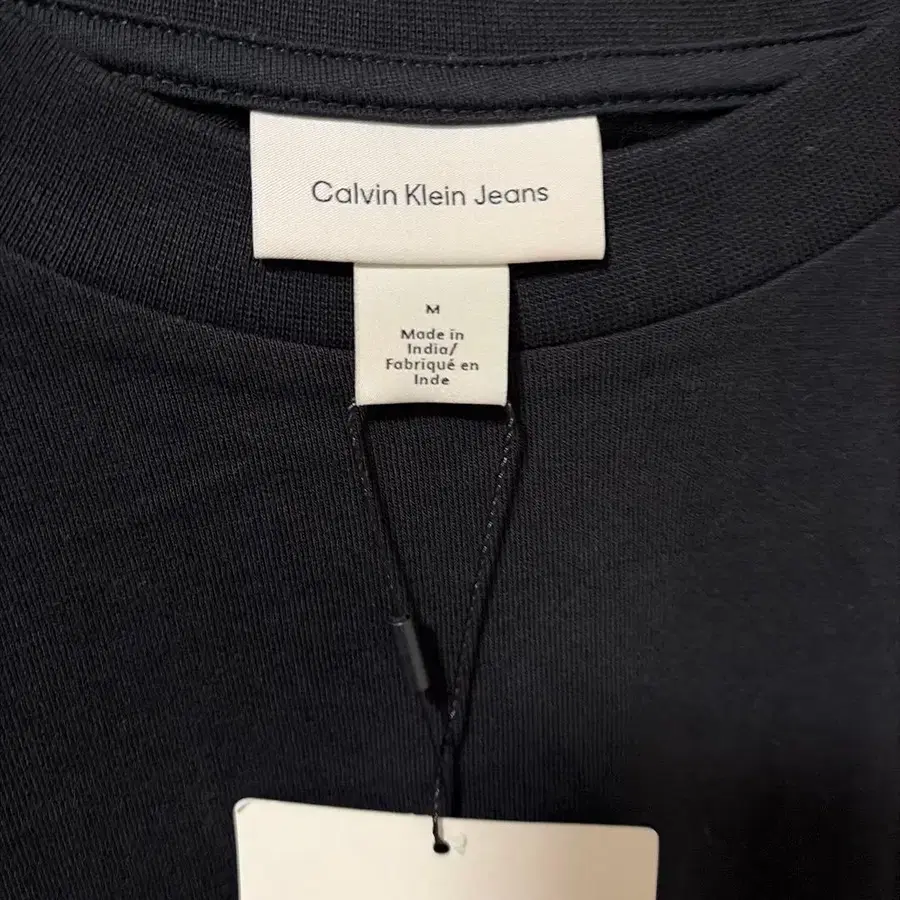 Calvin Klein Jeans
M
Made in
India/
Fabriqué en
Inde